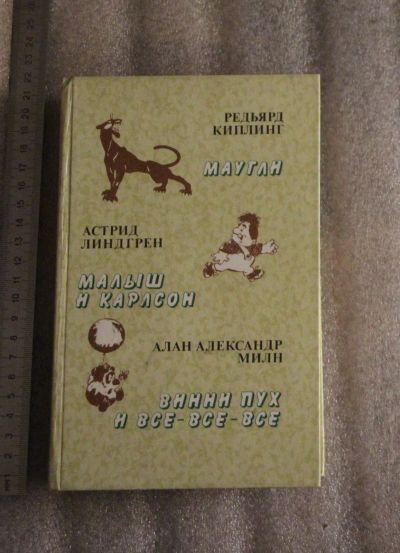 РЕДЬЯРД
КИПЛИНГ
МАУГЛИ
АСТРИД
ЛИНДГРЕН
МАЛЫШ
И КАРЛСОН
АЛАН АЛЕКСАНДР
МИЛН
ВИННИ ПУХ
И ВСЕ-ВСЕ-ВСЕ